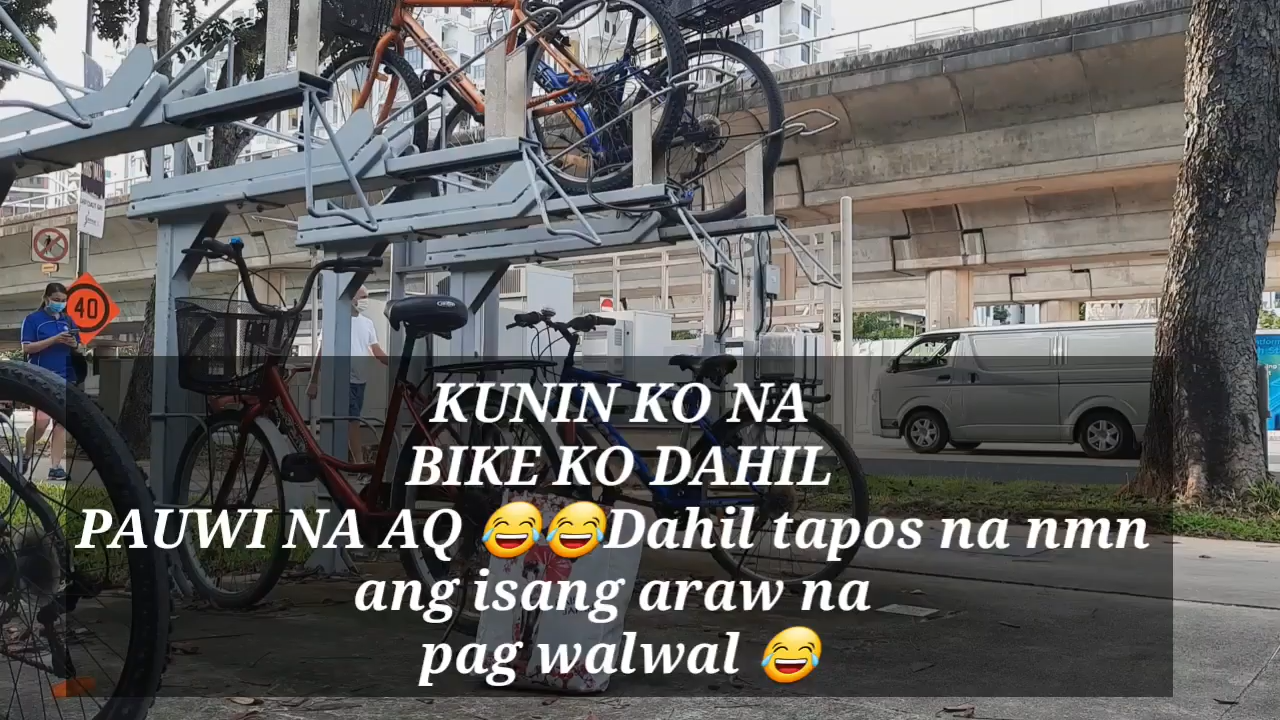 40
KUNIN KO NA
BIKE KO DAHIL
PAUWI NA AQ 😂😂Dahil tapos na nmn
ang isang araw na
pag walwal 😂